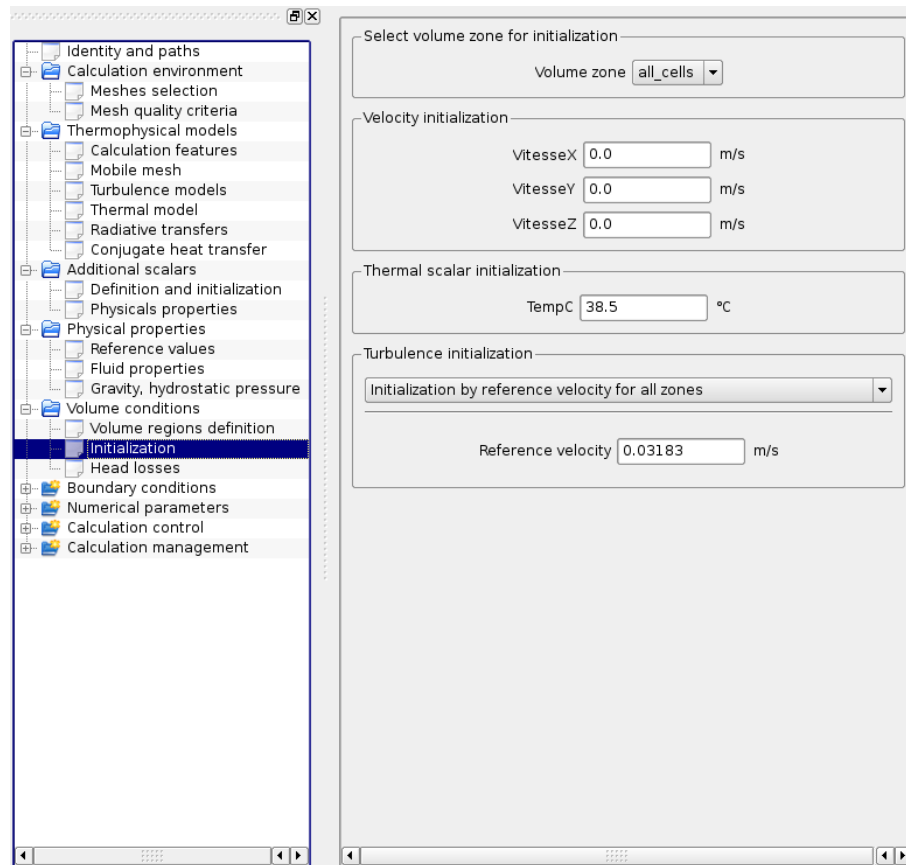 Identity and paths
Calculation environment
Meshes selection
Mesh quality criteria
Thermophysical models
Calculation features
Mobile mesh
Turbulence models
Thermal model
Radiative transfers
Conjugate heat transfer
Additional scalars
Definition and initialization
Physicals properties
Physical properties
Reference values
Fluid properties
Gravity, hydrostatic pressure
Volume conditions
Volume regions definition
Initialization
Head losses
Boundary conditions
Numerical parameters
Calculation control
Calculation management
Select volume zone for initialization
Volume zone all_cells
Velocity initialization
VitesseX 0.0 m/s
VitesseY 0.0 m/s
VitesseZ 0.0 m/s
Thermal scalar initialization
TempC 38.5 °C
Turbulence initialization
Initialization by reference velocity for all zones
Reference velocity 0.03183 m/s